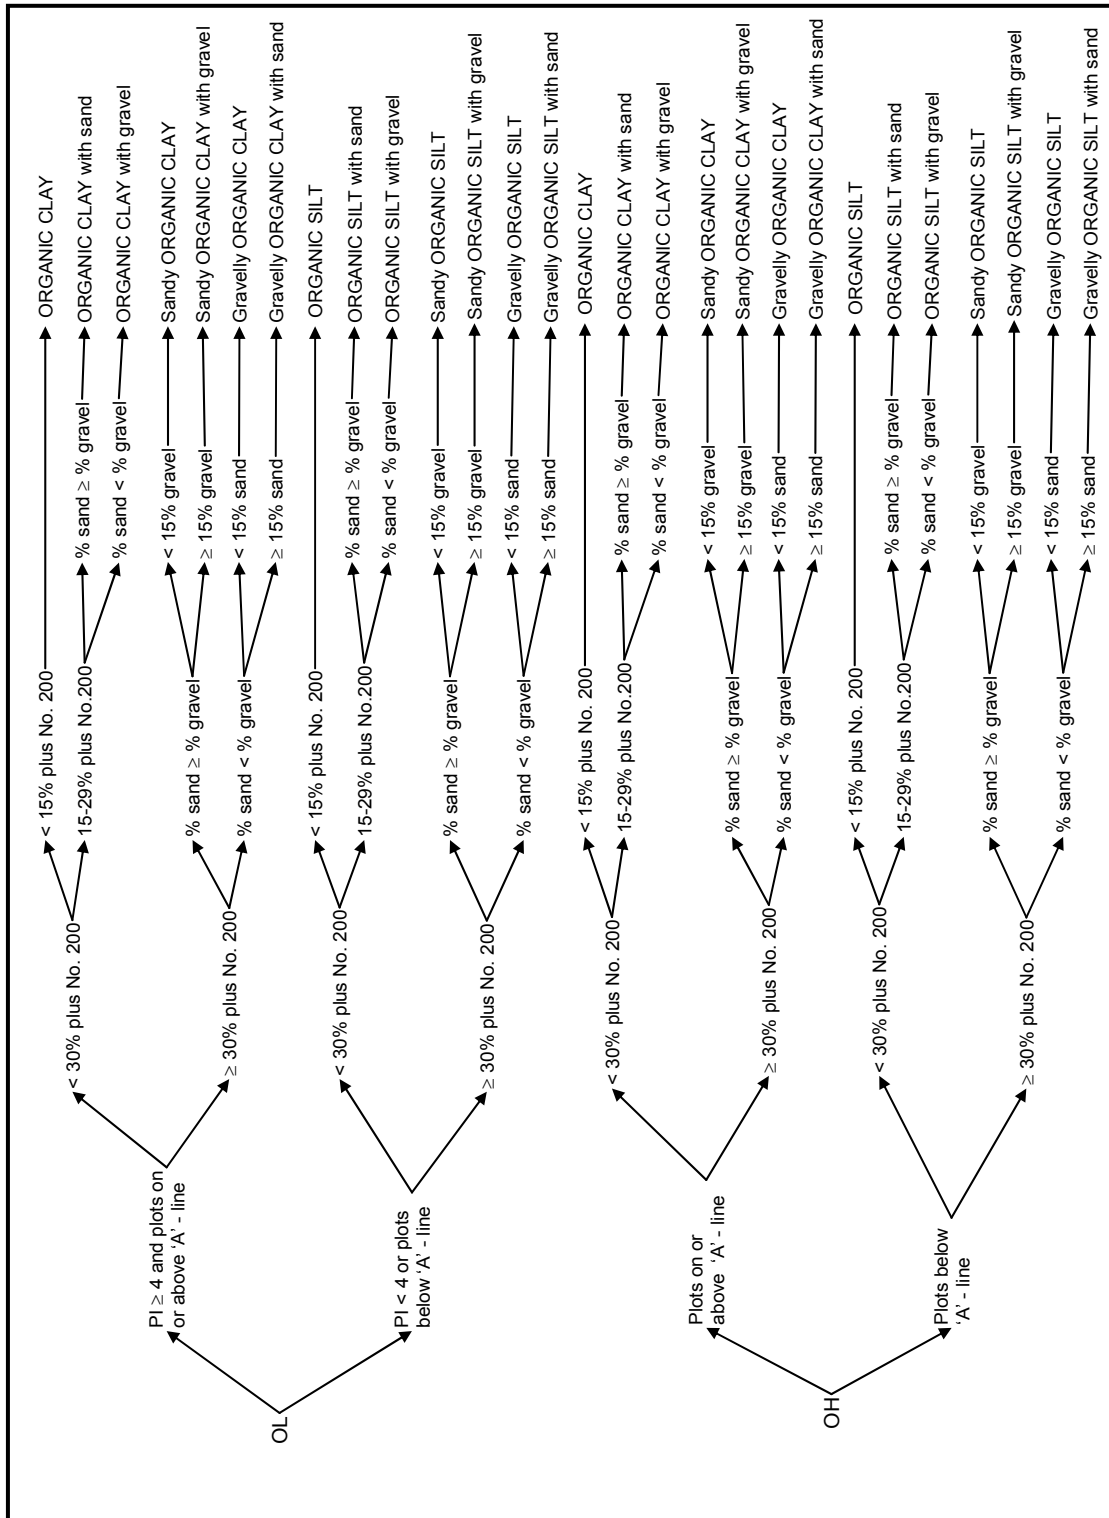 OL
PI ≥ 4 and plots on
or above ‘A’ - line
< 30% plus No. 200
< 15% plus No. 200
ORGANIC CLAY
15-29% plus No.200
% sand ≥ % gravel
ORGANIC CLAY with sand
% sand < % gravel
ORGANIC CLAY with gravel
≥ 30% plus No. 200
% sand ≥ % gravel
< 15% gravel
Sandy ORGANIC CLAY
≥ 15% gravel
Sandy ORGANIC CLAY with gravel
% sand < % gravel
< 15% sand
Gravelly ORGANIC CLAY
≥ 15% sand
Gravelly ORGANIC CLAY with sand
PI < 4 or plots
below ‘A’ - line
< 30% plus No. 200
< 15% plus No. 200
ORGANIC SILT
15-29% plus No.200
% sand ≥ % gravel
ORGANIC SILT with sand
% sand < % gravel
ORGANIC SILT with gravel
≥ 30% plus No. 200
% sand ≥ % gravel
< 15% gravel
Sandy ORGANIC SILT
≥ 15% gravel
Sandy ORGANIC SILT with gravel
% sand < % gravel
< 15% sand
Gravelly ORGANIC SILT
≥ 15% sand
Gravelly ORGANIC SILT with sand
OH
Plots on or
above ‘A’ - line
< 30% plus No. 200
< 15% plus No. 200
ORGANIC CLAY
15-29% plus No.200
% sand ≥ % gravel
ORGANIC CLAY with sand
% sand < % gravel
ORGANIC CLAY with gravel
≥ 30% plus No. 200
% sand ≥ % gravel
< 15% gravel
Sandy ORGANIC CLAY
≥ 15% gravel
Sandy ORGANIC CLAY with gravel
% sand < % gravel
< 15% sand
Gravelly ORGANIC CLAY
≥ 15% sand
Gravelly ORGANIC CLAY with sand
Plots below
‘A’ - line
< 30% plus No. 200
< 15% plus No. 200
ORGANIC SILT
15-29% plus No.200
% sand ≥ % gravel
ORGANIC SILT with sand
% sand < % gravel
ORGANIC SILT with gravel
≥ 30% plus No. 200
% sand ≥ % gravel
< 15% gravel
Sandy ORGANIC SILT
≥ 15% gravel
Sandy ORGANIC SILT with gravel
% sand < % gravel
< 15% sand
Gravelly ORGANIC SILT
≥ 15% sand
Gravelly ORGANIC SILT with sand